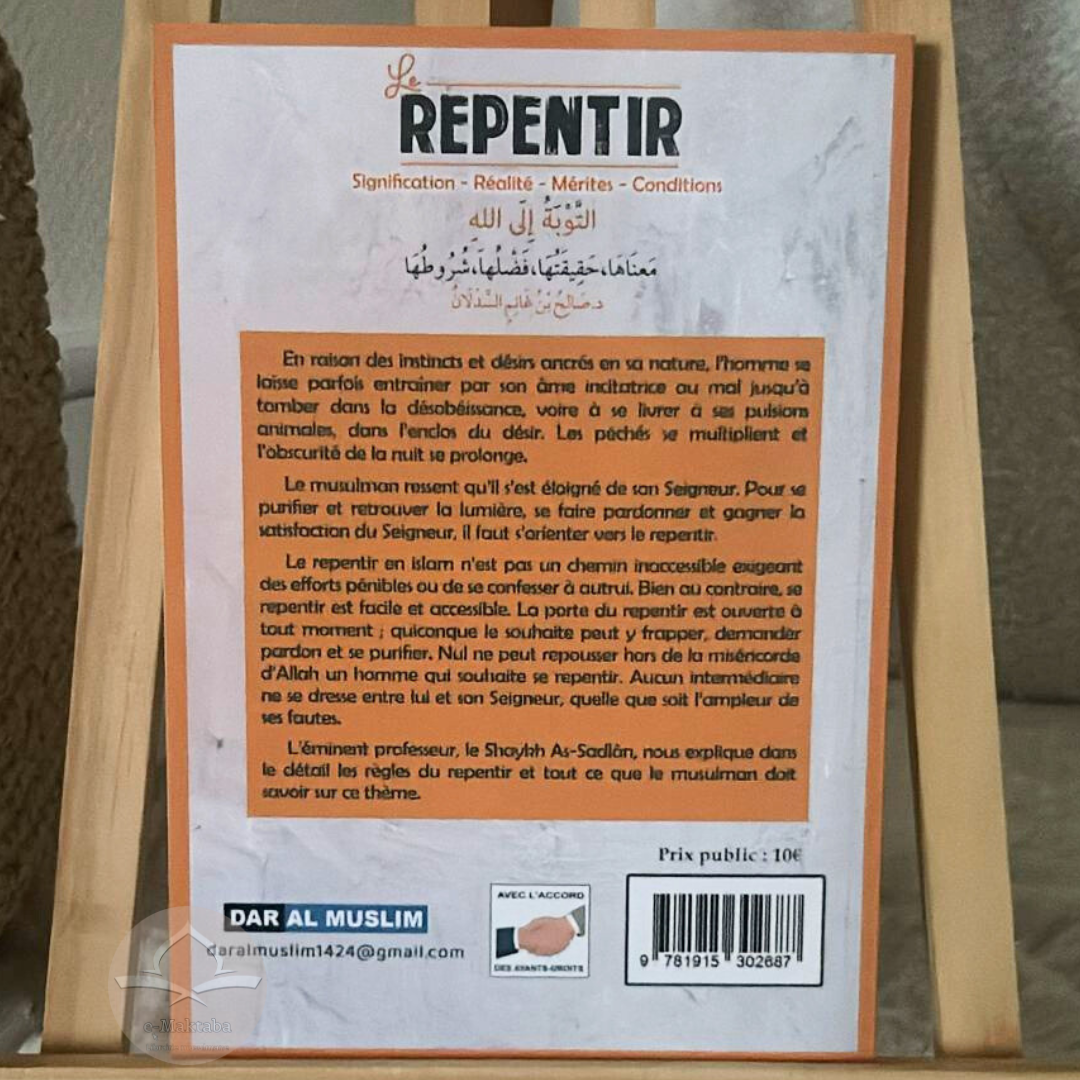 Le
REPENTIR
Signification - Réalité - Mérites - Conditions
التَّوْبَةُ إِلَى اللهِ
مَعنَاهَا، حَقِيقَتُهَا، فَضْلُهَا، شُرُوطُهَا
د. صَالِحُ بْنُ غَانِمِ السَّدْلَانُ
En raison des instincts et désirs ancrés en sa nature, l'homme se
laisse parfois entraîner par son âme incitatrice au mal jusqu'à
tomber dans la désobéissance, voire à se livrer à ses pulsions
animales, dans l'enclos du désir. Les péchés se multiplient et
l'obscurité de la nuit se prolonge.
Le musulman ressent qu'il s'est éloigné de son Seigneur. Pour se
purifier et retrouver la lumière, se faire pardonner et gagner la
satisfaction du Seigneur, il faut s'orienter vers le repentir.
Le repentir en islam n'est pas un chemin inaccessible exigeant
des efforts pénibles ou de se confesser à autrui. Bien au contraire, se
repentir est facile et accessible. La porte du repentir est ouverte à
tout moment ; quiconque le souhaite peut y frapper, demander
pardon et se purifier. Nul ne peut repousser hors de la miséricorde
d'Allah un homme qui souhaite se repentir. Aucun intermédiaire
ne se dresse entre lui et son Seigneur, quelle que soit l'ampleur de
ses fautes.
L'éminent professeur, le Shaykh As-Sadlân, nous explique dans
le détail les règles du repentir et tout ce que le musulman doit
savoir sur ce thème.
Prix public : 10€
DAR AL MUSLIM
daralmuslim1424@gmail.com
AVEC L'ACCORD
DES AYANTS-DROITS
9 781915 302687
e-Maktaba